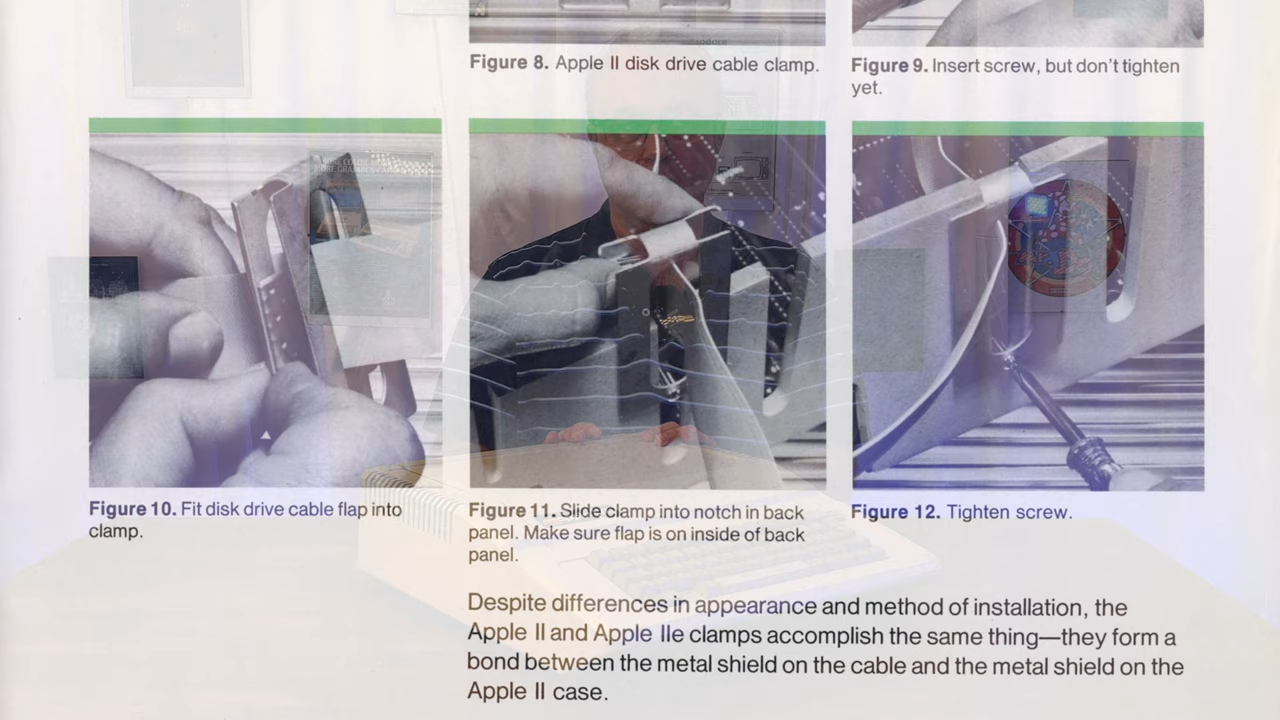 Figure 8. Apple II disk drive cable clamp.
Figure 9. Insert screw, but don't tighten
yet.
Figure 10. Fit disk drive cable flap into
clamp.
Figure 11. Slide clamp into notch in back
panel. Make sure flap is on inside of back
panel.
Figure 12. Tighten screw.
Despite differences in appearance and method of installation, the
Apple II and Apple IIe clamps accomplish the same thing—they form a
bond between the metal shield on the cable and the metal shield on the
Apple II case.